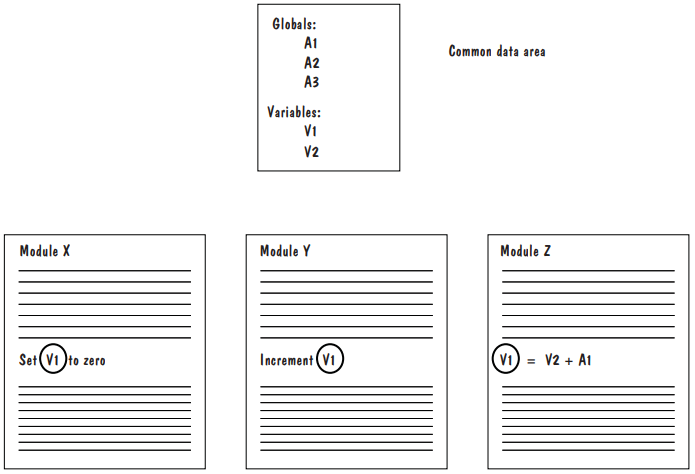 Globals:
A1
A2
A3
Variables:
V1
V2
Common data area
Module X
Set V1 to zero
Module Y
Increment V1
Module Z
V1 = V2 + A1